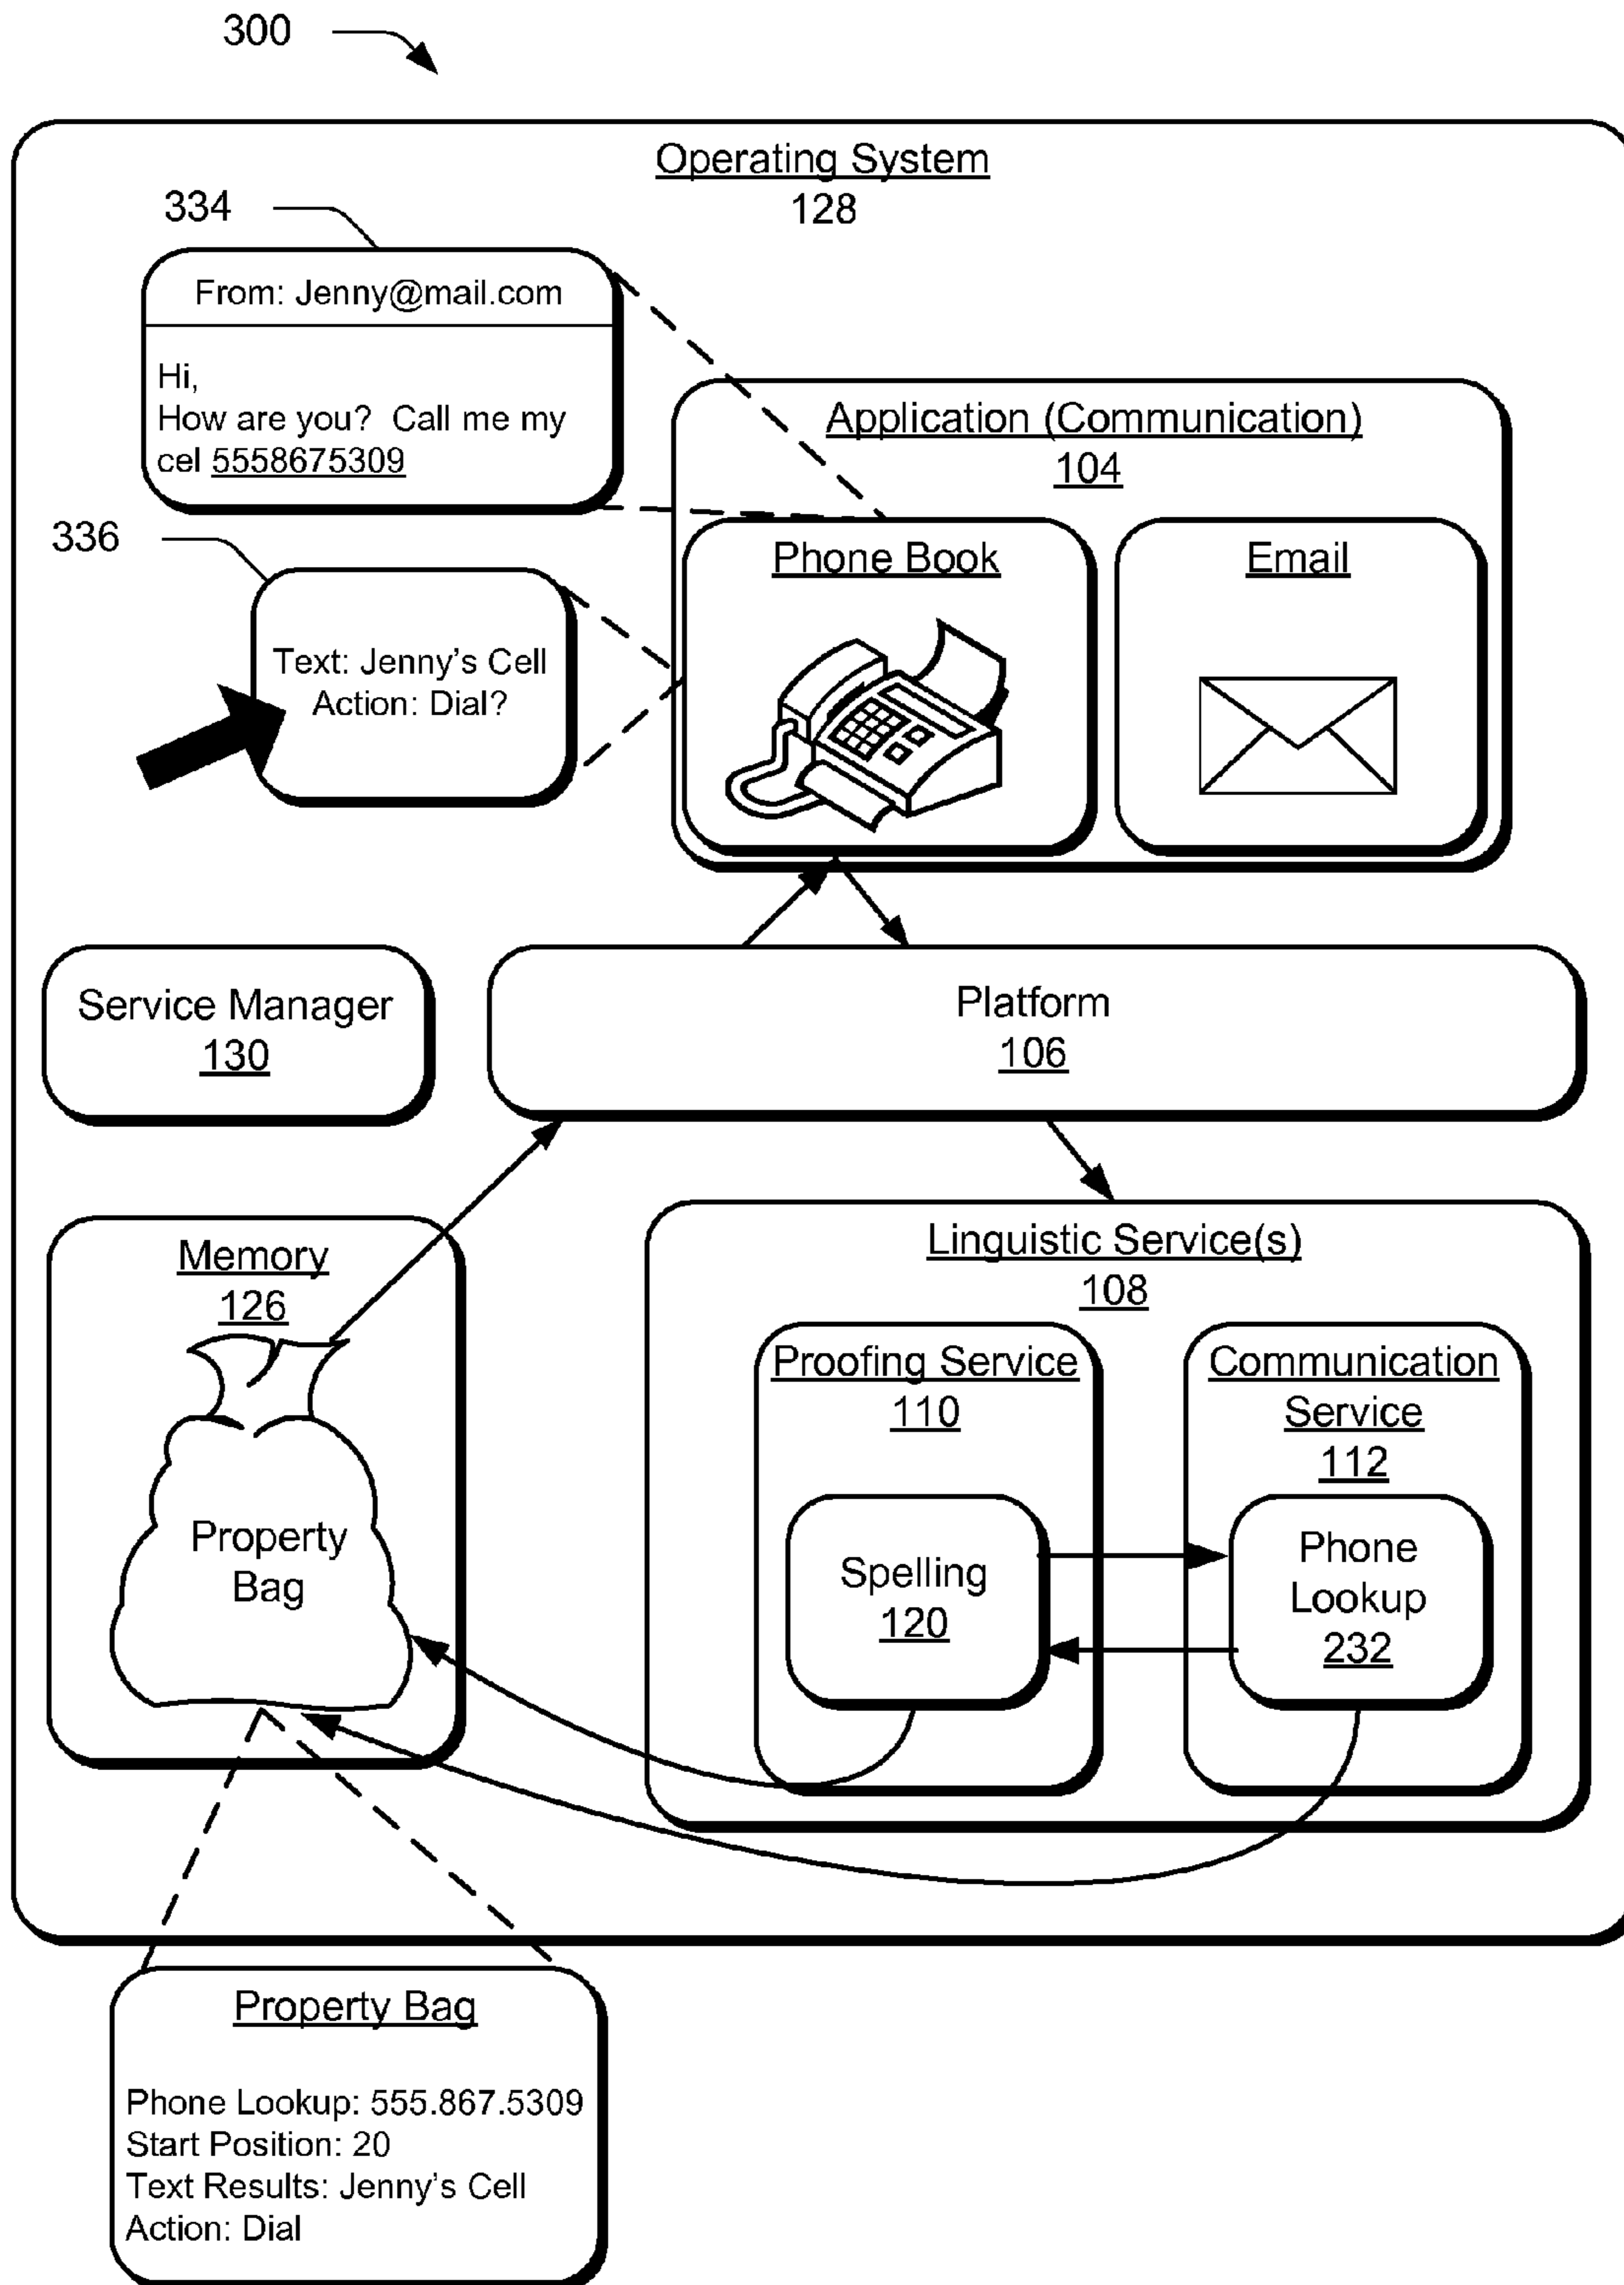 300
Operating System
128
334
From: Jenny@mail.com
Hi,
How are you?  Call me my
cel 5558675309
336
Text: Jenny's Cell
Action: Dial?
Application (Communication)
104
Phone Book
Email
Service Manager
130
Platform
106
Memory
126
Property
Bag
Linguistic Service(s)
108
Proofing Service
110
Spelling
120
Communication
Service
112
Phone
Lookup
232
Property Bag
Phone Lookup: 555.867.5309
Start Position: 20
Text Results: Jenny's Cell
Action: Dial